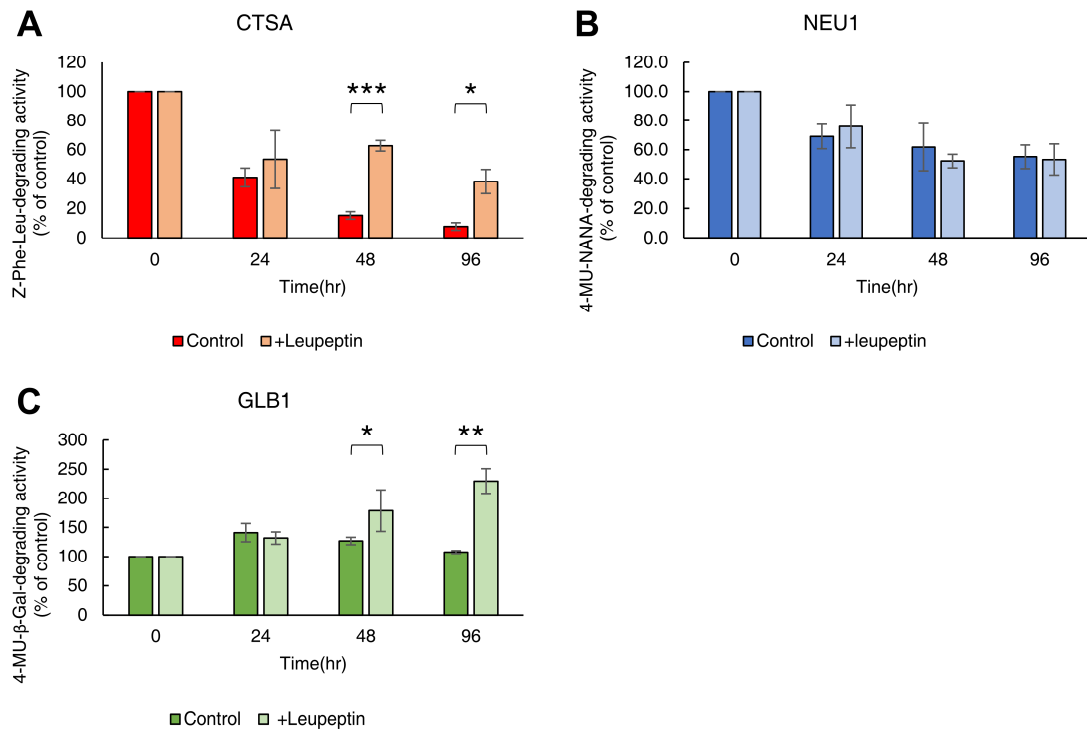 A
CTSA
Z-Phe-Leu-degrading activity
(% of control)
120
100
80
60
40
20
0
***
*
0 24 48 96
Time(hr)
Control +Leupeptin
B
NEU1
4-MU-NANA-degrading activity
(% of control)
120.0
100.0
80.0
60.0
40.0
20.0
0.0
0 24 48 96
Tine(hr)
Control +leupeptin
C
GLB1
4-MU-β-Gal-degrading activity
(% of control)
300
250
200
150
100
50
0
*
**
0 24 48 96
Time(hr)
Control +Leupeptin